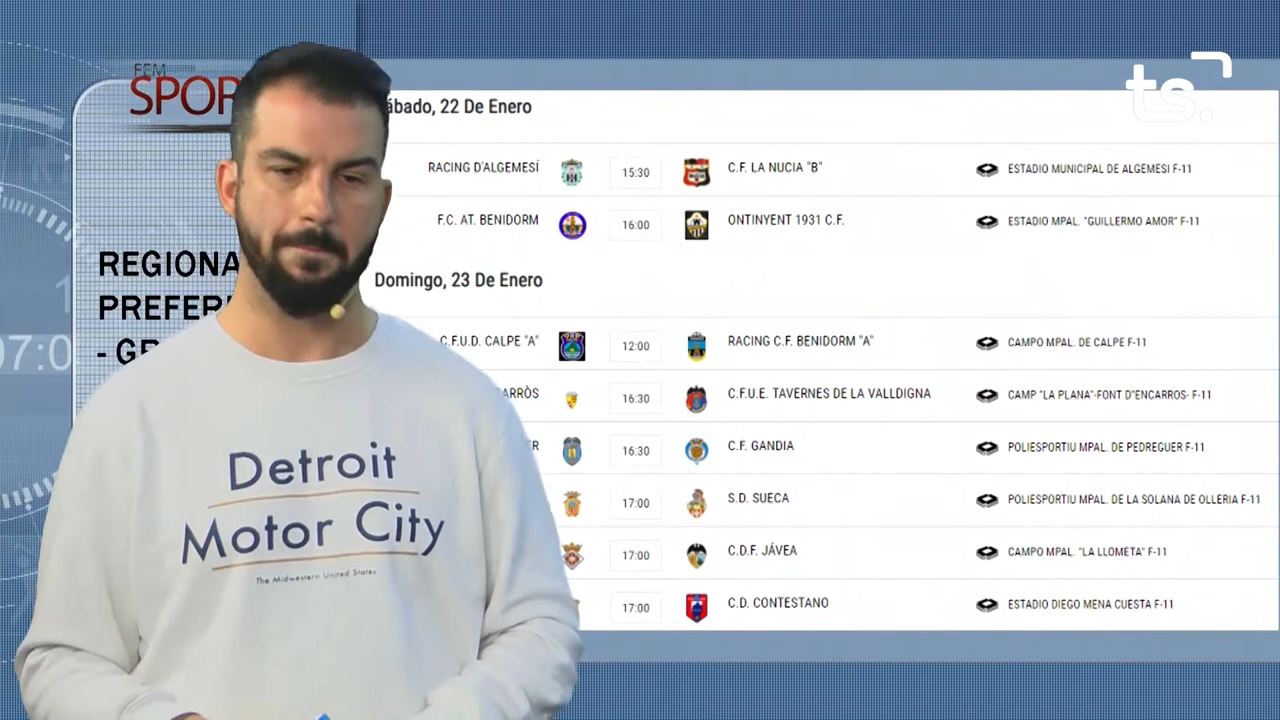 FEM
SPOR
ts.
REGIONA
PREFER
- GR
07:0
ábado, 22 De Enero
RACING D'ALGEMESÍ 15:30 C.F. LA NUCIA "B" ESTADIO MUNICIPAL DE ALGEMESI F-11
F.C. AT. BENIDORM 16:00 ONTINYENT 1931 C.F. ESTADIO MPAL. "GUILLERMO AMOR" F-11
Domingo, 23 De Enero
C.F.U.D. CALPE "A" 12:00 RACING C.F. BENIDORM "A" CAMPO MPAL. DE CALPE F-11
ARRÒS 16:30 C.F.U.E. TAVERNES DE LA VALLDIGNA CAMP "LA PLANA"-FONT D"ENCARROS- F-11
ER 16:30 C.F. GANDIA POLIESPORTIU MPAL. DE PEDREGUER F-11
17:00 S.D. SUECA POLIESPORTIU MPAL. DE LA SOLANA DE OLLERIA F-11
17:00 C.D.F. JÁVEA CAMPO MPAL. "LA LLOMETA" F-11
17:00 C.D. CONTESTANO ESTADIO DIEGO MENA CUESTA F-11
Detroit
Motor City
The Midwestern United States